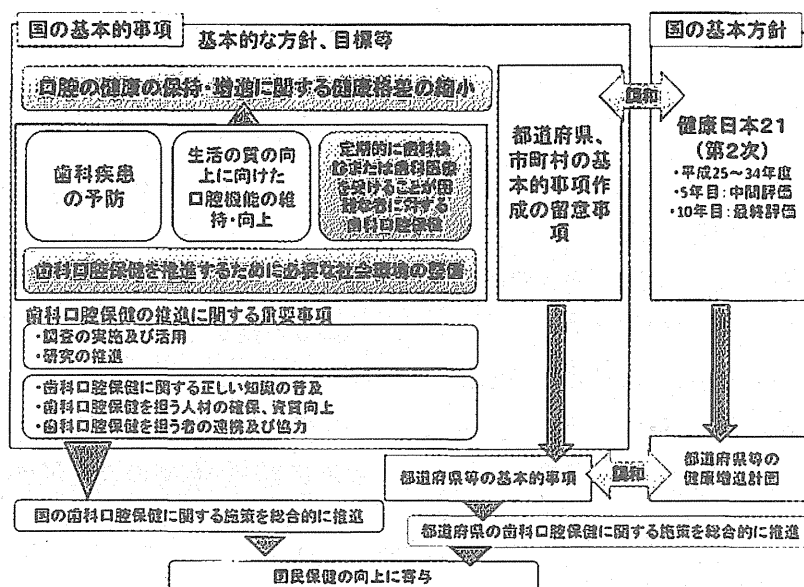 国の基本的事項
基本的な方針、目標等
口腔の健康の保持・増進に関する健康格差の縮小
歯科疾患
の予防
生活の質の向
上に向けた
口腔機能の維
持・向上
定期的に歯科検
診または歯科医療
を受けることが困
難な者に対する
歯科口腔保健
歯科口腔保健を推進するために必要な社会環境の整備
歯科口腔保健の推進に関する重要事項
・調査の実施及び活用
・研究の推進
・歯科口腔保健に関する正しい知識の普及
・歯科口腔保健を担う人材の確保、資質向上
・歯科口腔保健を担う者の連携及び協力
都道府県、
市町村の基
本的事項作
成の留意事
項
調和
国の基本方針
健康日本21
(第2次)
・平成25~34年度
・5年目:中間評価
・10年目:最終評価
都道府県等の基本的事項
調和
都道府県等の
健康増進計画
国の歯科口腔保健に関する施策を総合的に推進
都道府県の歯科口腔保健に関する施策を総合的に推進
国民保健の向上に寄与